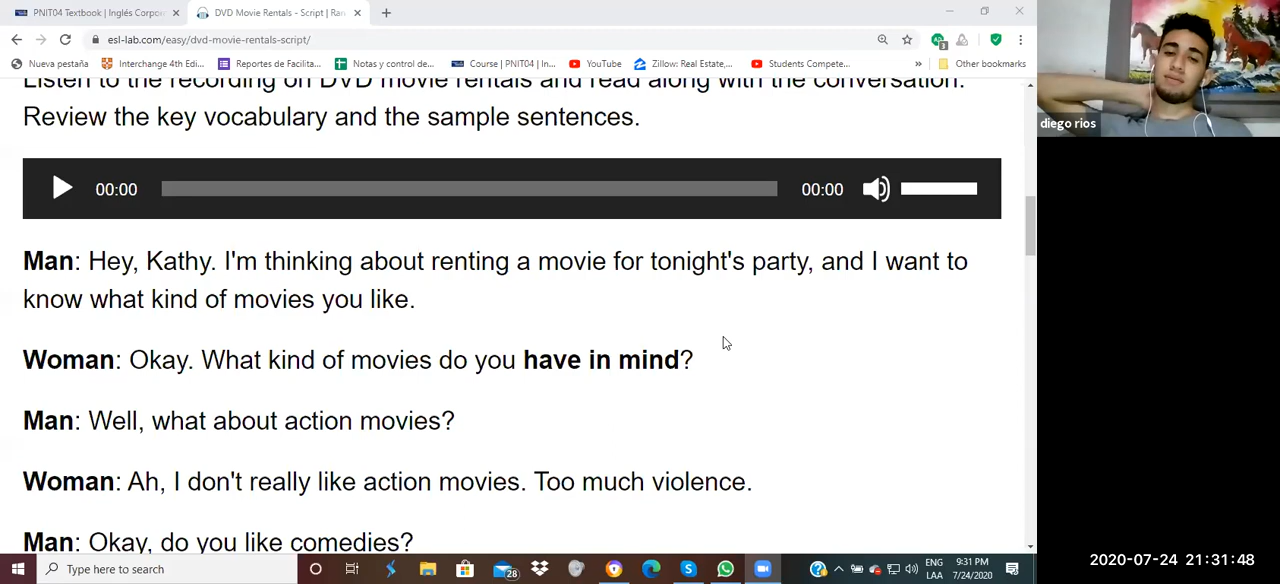 PNIT04 Textbook | Inglés Corpor
DVD Movie Rentals - Script | Ran
esl-lab.com/easy/dvd-movie-rentals-script/
3
Nueva pestaña
Interchange 4th Edi...
Reportes de Facilita...
Notas y control de...
Course | PNIT04 | In...
YouTube
Zillow: Real Estate,...
Students Compete...
»
Other bookmarks
Listen to the recording on DVD movie rentals and read along with the conversation.
Review the key vocabulary and the sample sentences.
00:00 00:00
Man: Hey, Kathy. I'm thinking about renting a movie for tonight's party, and I want to
know what kind of movies you like.
Woman: Okay. What kind of movies do you have in mind?
Man: Well, what about action movies?
Woman: Ah, I don't really like action movies. Too much violence.
Man: Okay, do you like comedies?
diego rios
2020-07-24 21:31:48
Type here to search
28
ENG
LAA
9:31 PM
7/24/2020